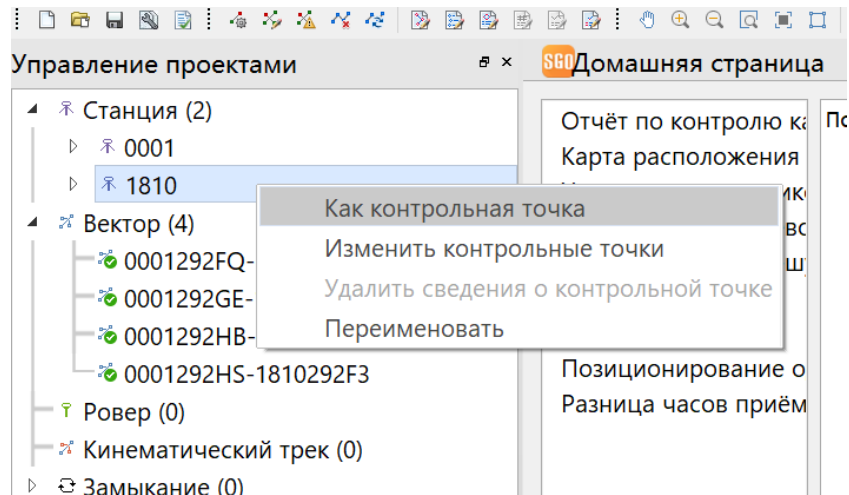 Управление проектами
SGO Домашняя страница
Станция (2)
0001
1810
Вектор (4)
0001292FQ-
0001292GE-
0001292HB-
0001292HS-1810292F3
Ровер (0)
Кинематический трек (0)
Замыкание (0)
Как контрольная точка
Изменить контрольные точки
Удалить сведения о контрольной точке
Переименовать
Отчёт по контролю
Карта расположения
Позиционирование
Разница часов